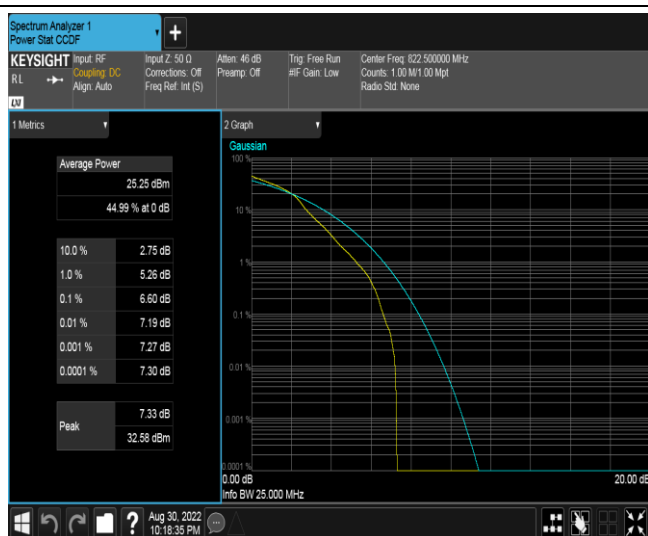 Spectrum Analyzer 1
Power Stat CCDF
+
KEYSIGHT
RL
LXI
Input: RF
Coupling: DC
Align: Auto
Input Z: 50 Ω
Corrections: Off
Freq Ref: Int (S)
Atten: 46 dB
Preamp: Off
Trig: Free Run
#IF Gain: Low
Center Freq: 822.500000 MHz
Counts: 1.00 M/1.00 Mpt
Radio Std: None
1 Metrics
Average Power
25.25 dBm
44.99 % at 0 dB
10.0 % 2.75 dB
1.0 % 5.26 dB
0.1 % 6.60 dB
0.01 % 7.19 dB
0.001 % 7.27 dB
0.0001 % 7.30 dB
Peak
7.33 dB
32.58 dBm
2 Graph
Gaussian
100 %
10 %
1 %
0.1 %
0.01 %
0.001 %
0.0001 %
0.00 dB
20.00 dB
Info BW 25.000 MHz
?
Aug 30, 2022
10:18:35 PM